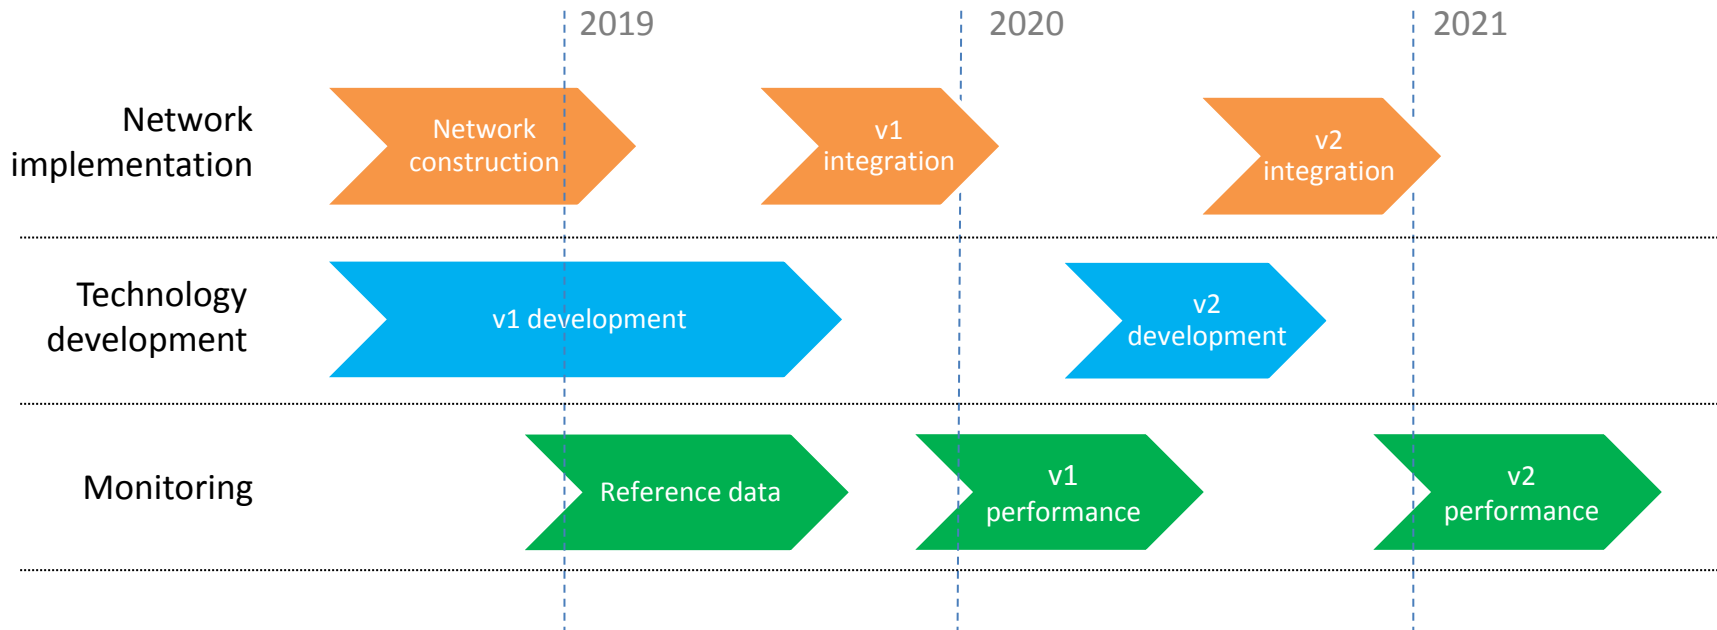 2019
2020
2021
Network
implementation
Network
construction
v1
integration
v2
integration
Technology
development
v1 development
v2
development
Monitoring
Reference data
v1
performance
v2
performance